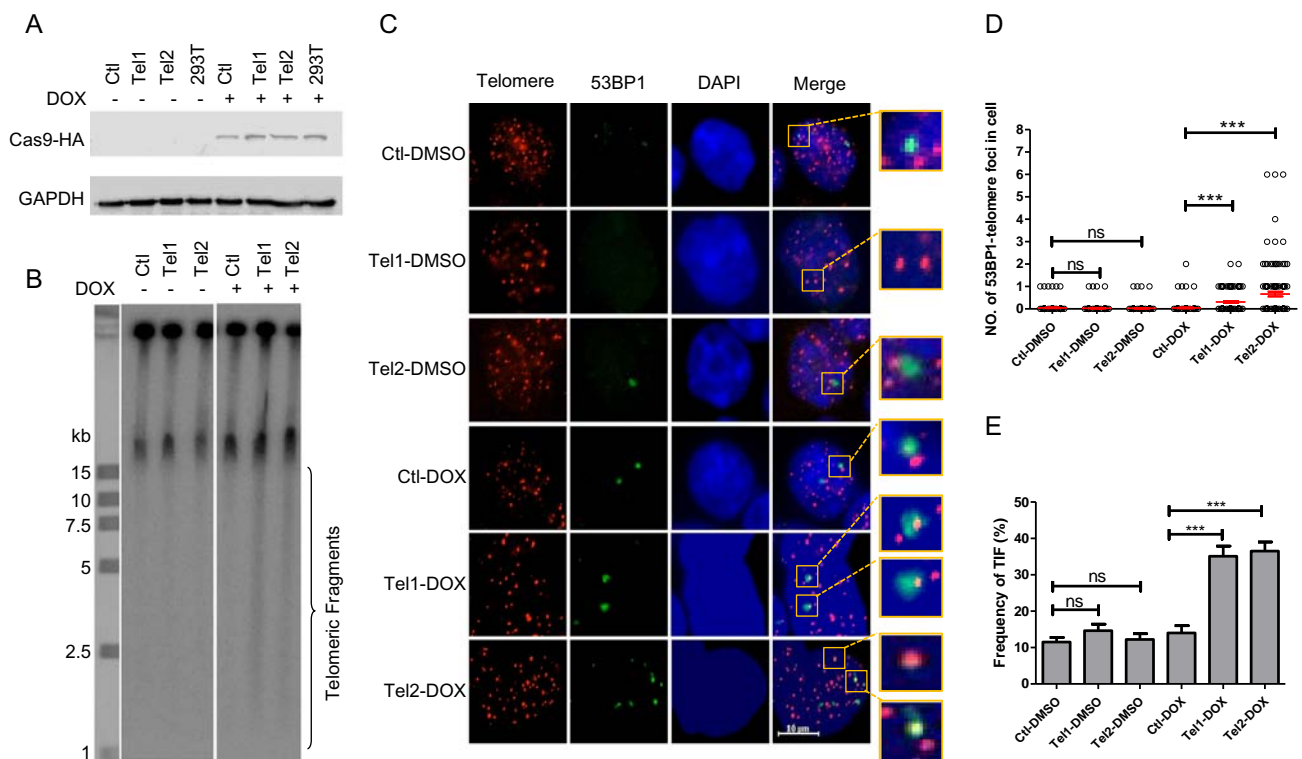 A
Ctl Tel1 Tel2 293T Ctl Tel1 Tel2 293T
DOX - - - - + + + +
Cas9-HA
GAPDH
B
Ctl Tel1 Tel2 Ctl Tel1 Tel2
DOX - - - + + +
kb
15
10
7.5
5
2.5
1
Telomeric Fragments
C
Telomere 53BP1 DAPI Merge
Ctl-DMSO
Tel1-DMSO
Tel2-DMSO
Ctl-DOX
Tel1-DOX
Tel2-DOX
10 μm
D
NO. of 53BP1-telomere foci in cell
8
7
6
5
4
3
2
1
0
ns
ns
***
***
Ctl-DMSO Tel1-DMSO Tel2-DMSO Ctl-DOX Tel1-DOX Tel2-DOX
E
Frequency of TIF (%)
50
40
30
20
10
0
ns
ns
***
***
Ctl-DMSO Tel1-DMSO Tel2-DMSO Ctl-DOX Tel1-DOX Tel2-DOX